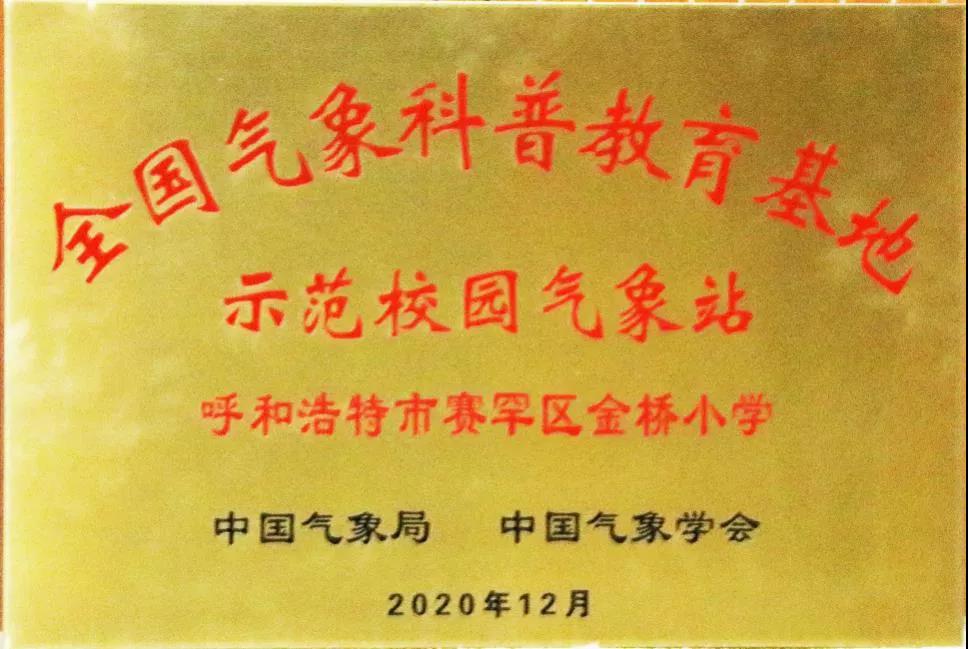 全国气象科普教育基地
示范校园气象站
呼和浩特市赛罕区金桥小学
中国气象局 中国气象学会
2020年12月